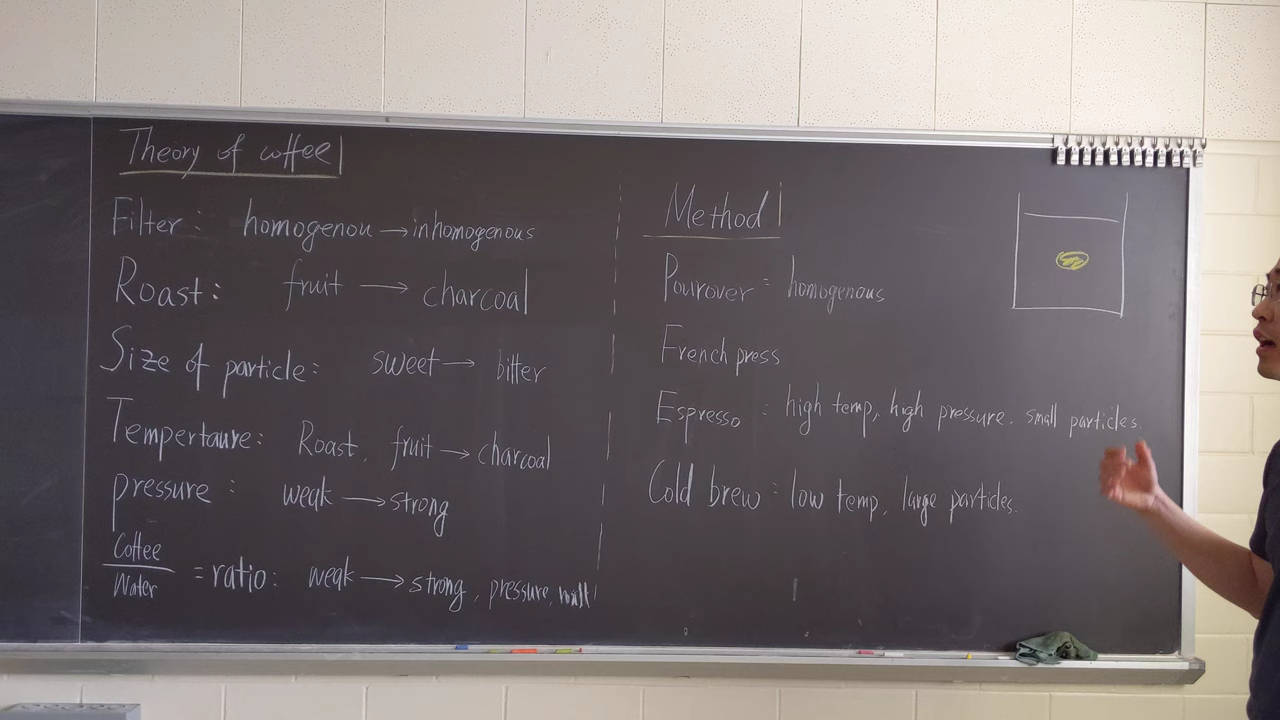 Theory of coffee
Filter: homogenou → inhomogenous
Roast: fruit → charcoal
Size of particle: sweet → bitter
Tempertaure: Roast, fruit → charcoal
pressure: weak → strong
Coffee
Water
= ratio: weak → strong, pressure,
Method
Pourover: homogenous
French press
Espresso: high temp, high pressure. small particles.
Cold brew: low temp, large particles.